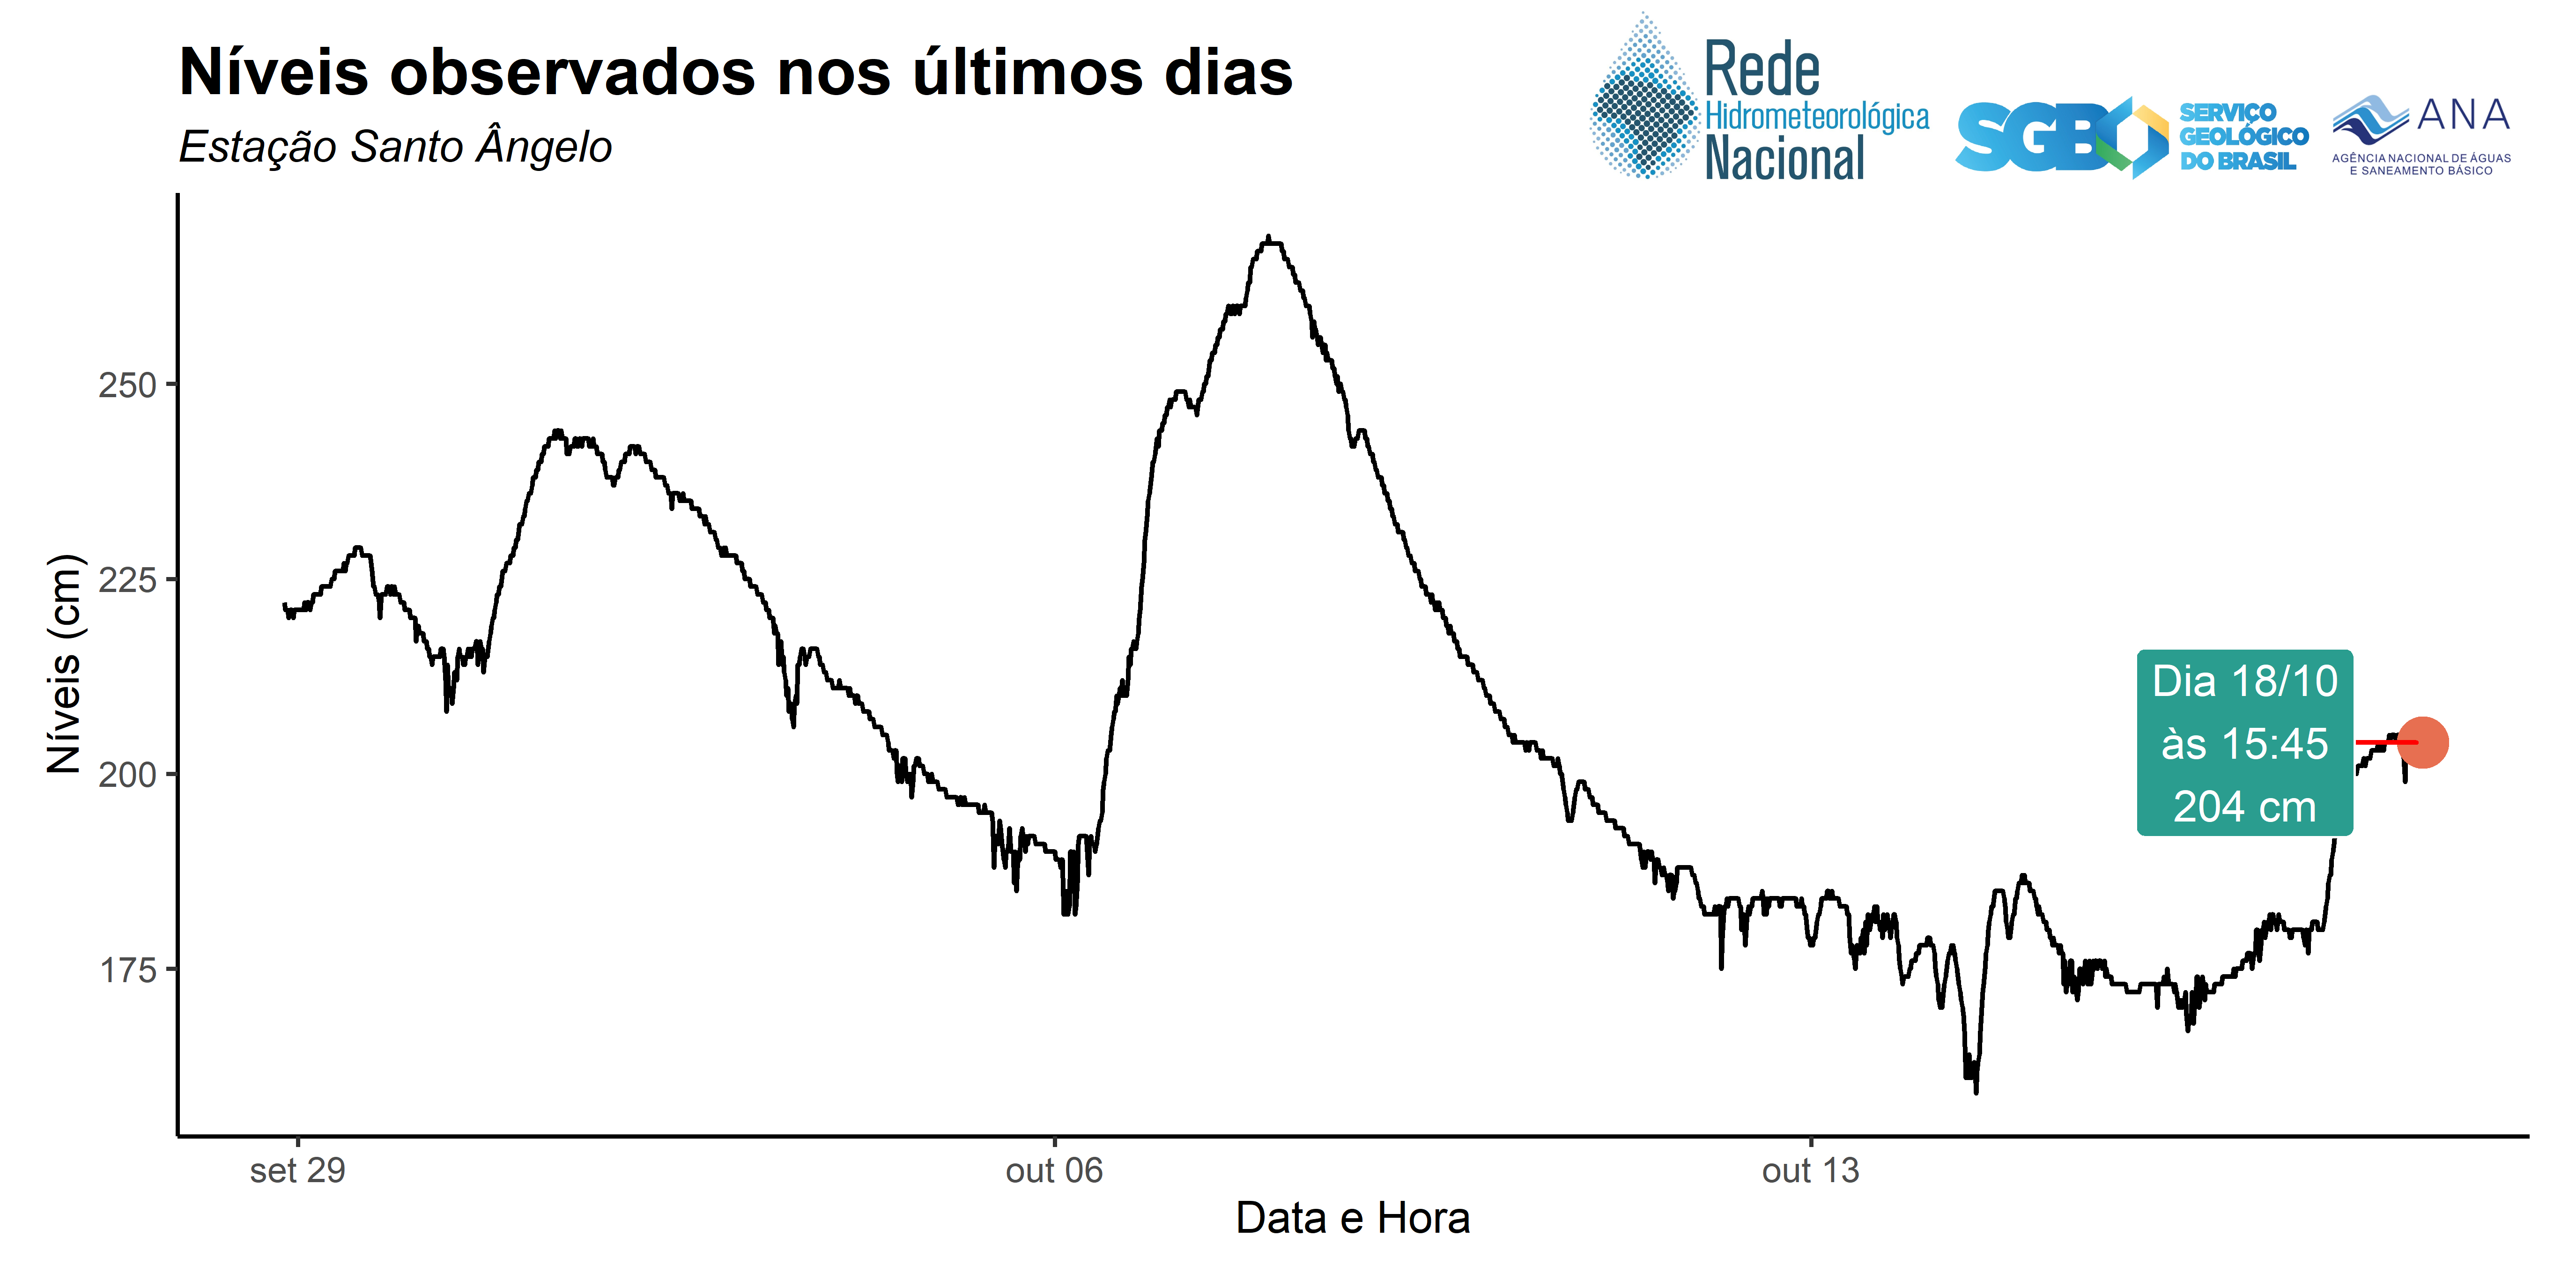 Níveis observados nos últimos dias
Estação Santo Ângelo
Rede
Hidrometeorológica
Nacional
SGB
SERVIÇO
GEOLÓGICO
DO BRASIL
ANA
AGÊNCIA NACIONAL DE ÁGUAS
E SANEAMENTO BÁSICO
Níveis (cm)
250
225
200
175
Dia 18/10
às 15:45
204 cm
set 29
out 06
out 13
Data e Hora